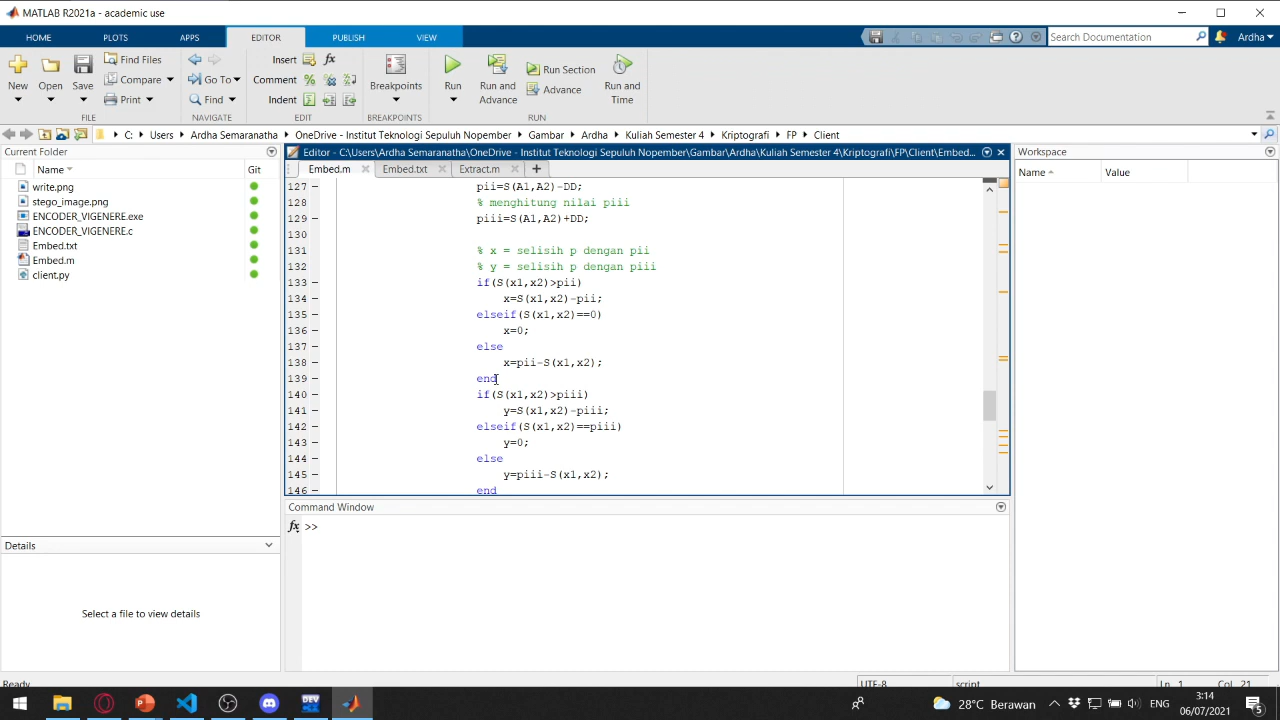 MATLAB R2021a - academic use
HOME PLOTS APPS EDITOR PUBLISH VIEW Search Documentation Ardha
New Open Save Find Files Compare Print Go To Find Insert Comment Indent Breakpoints Run Run and Advance Run Section Advance Run and Time
FILE NAVIGATE EDIT BREAKPOINTS RUN
C: Users Ardha Semaranatha OneDrive - Institut Teknologi Sepuluh Nopember Gambar Ardha Kuliah Semester 4 Kriptografi FP Client
Current Folder
Name Git
write.png
stego_image.png
ENCODER_VIGENERE.exe
ENCODER_VIGENERE.c
Embed.txt
Embed.m
client.py
Details
Select a file to view details
Ready
Editor - C:\Users\Ardha Semaranatha\OneDrive - Institut Teknologi Sepuluh Nopember\Gambar\Ardha\Kuliah Semester 4\Kriptografi\FP\Client\Embed...
Embed.m Embed.txt Extract.m
127 pii=S(A1,A2)-DD;
128 % menghitung nilai piii
129 piii=S(A1,A2)+DD;
130
131 % x = selisih p dengan pii
132 % y = selisih p dengan piii
133 if(S(x1,x2)>pii)
134 x=S(x1,x2)-pii;
135 elseif(S(x1,x2)==0)
136 x=0;
137 else
138 x=pii-S(x1,x2);
139 end
140 if(S(x1,x2)>piii)
141 y=S(x1,x2)-piii;
142 elseif(S(x1,x2)==piii)
143 y=0;
144 else
145 y=piii-S(x1,x2);
146 end
Command Window
fx >>
Workspace
Name Value
UTF-8 script Ln 1 Col 21
28°C Berawan ENG 3:14 06/07/2021 5
DEV